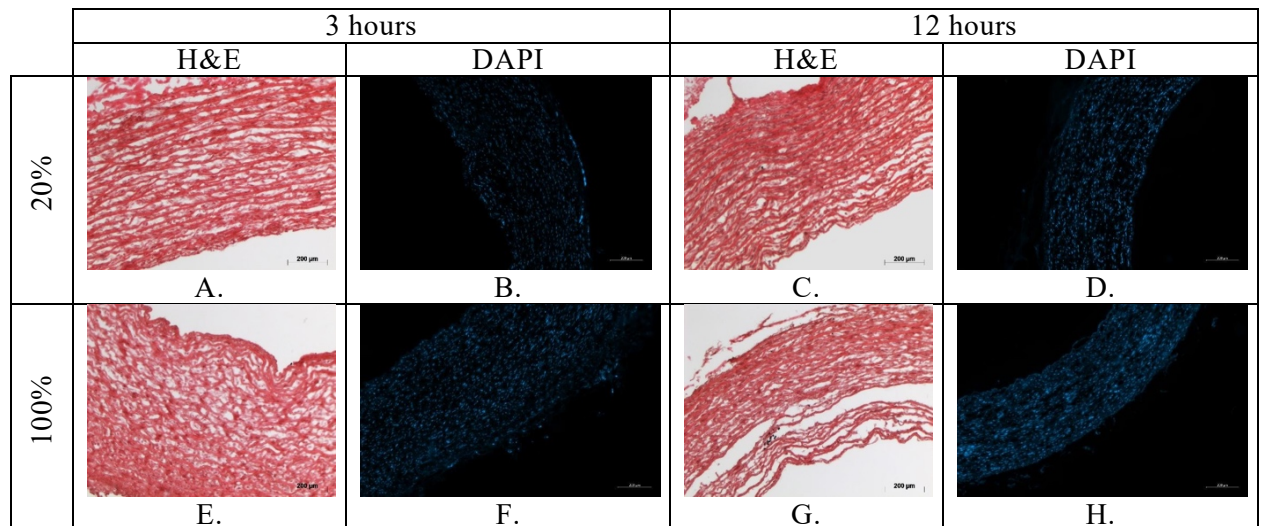 3 hours 12 hours
H&E DAPI H&E DAPI
20%
200 µm 200 µm
A. B. C. D.
100%
200 µm 200 µm
E. F. G. H.